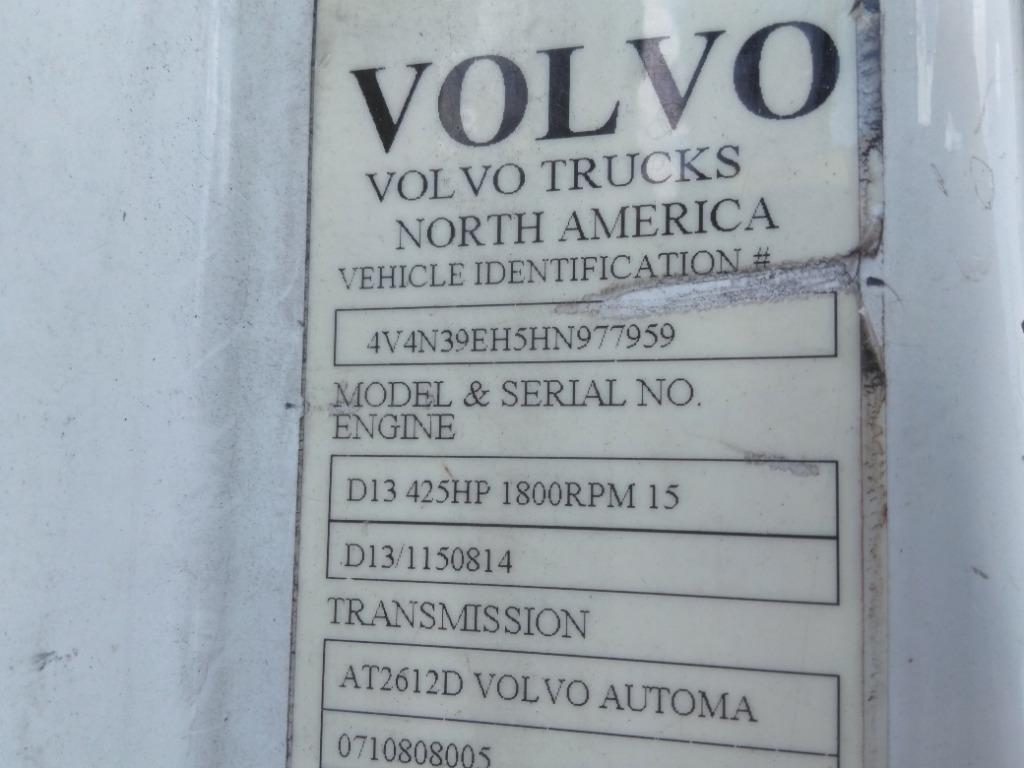 VOLVO
VOLVO TRUCKS
NORTH AMERICA
VEHICLE IDENTIFICATION #
4V4N39EH5HN977959
MODEL & SERIAL NO.
ENGINE
D13 425HP 1800RPM 15
D13/1150814
TRANSMISSION
AT2612D VOLVO AUTOMA
0710808005